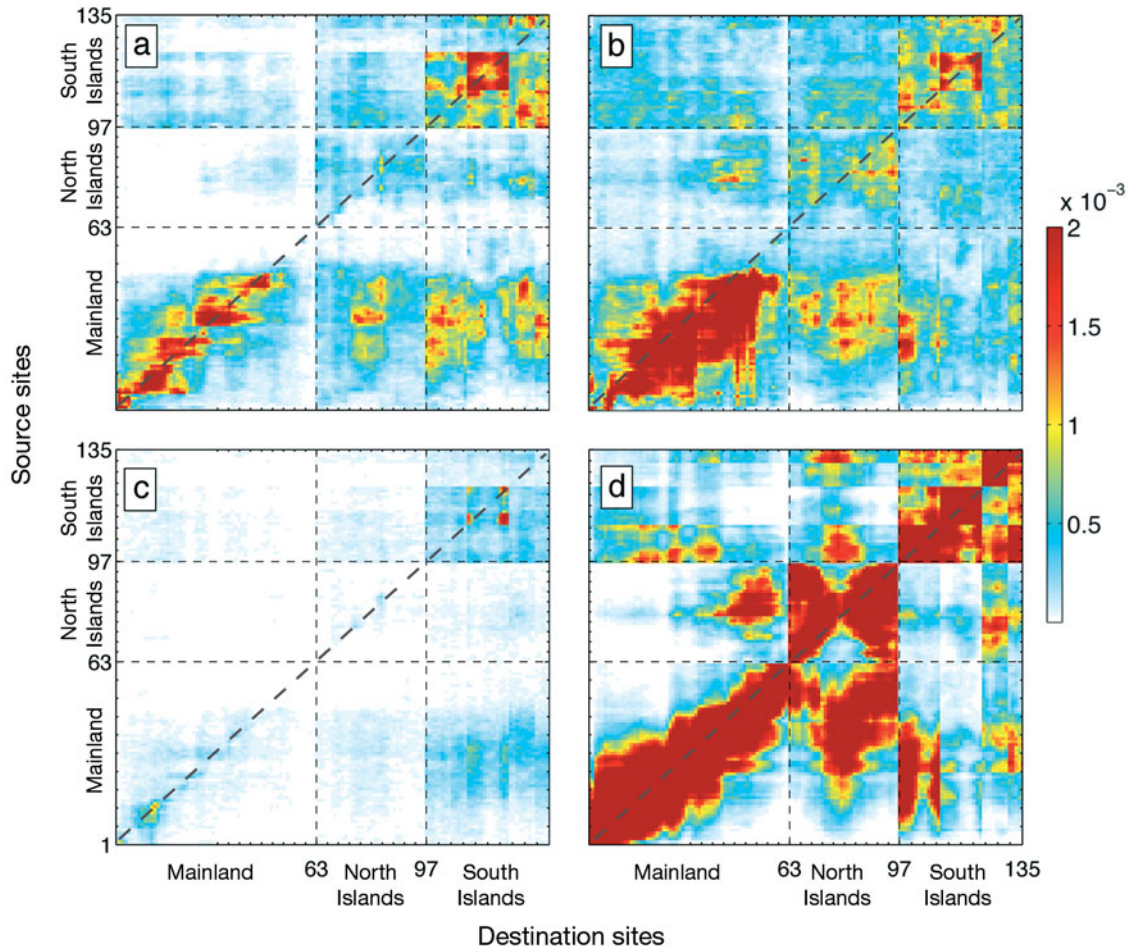 135
a
b
South
Islands
97
North
Islands
63
Mainland
x 10⁻³
2
1.5
1
0.5
Source sites
135
c
d
South
Islands
97
North
Islands
63
Mainland
1
Mainland
63
North
Islands
97
South
Islands
Mainland
63
North
Islands
97
South
Islands
135
Destination sites